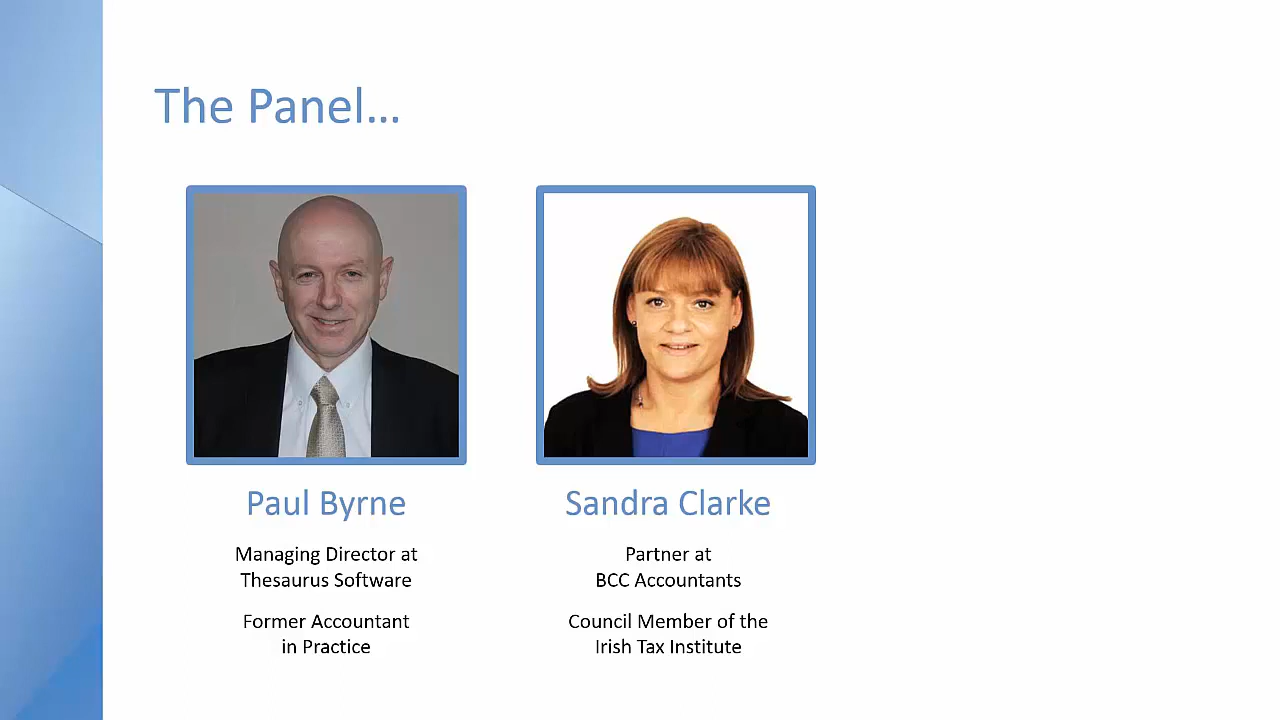 The Panel...
Paul Byrne
Managing Director at
Thesaurus Software
Former Accountant
in Practice
Sandra Clarke
Partner at
BCC Accountants
Council Member of the
Irish Tax Institute